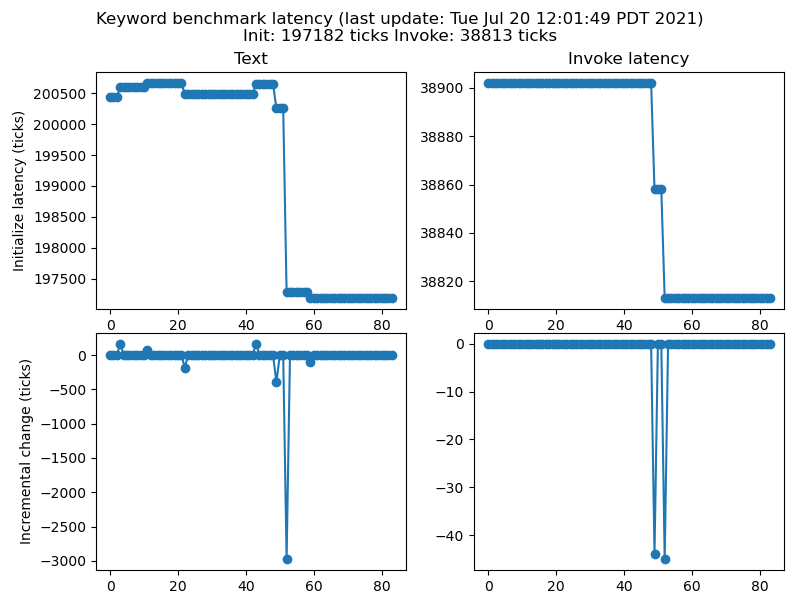 Keyword benchmark latency (last update: Tue Jul 20 12:01:49 PDT 2021)
Init: 197182 ticks Invoke: 38813 ticks
Text
Invoke latency
Initialize latency (ticks)
200500
200000
199500
199000
198500
198000
197500
0 20 40 60 80
38900
38880
38860
38840
38820
0 20 40 60 80
Incremental change (ticks)
0
−500
−1000
−1500
−2000
−2500
−3000
0 20 40 60 80
0
−10
−20
−30
−40
0 20 40 60 80